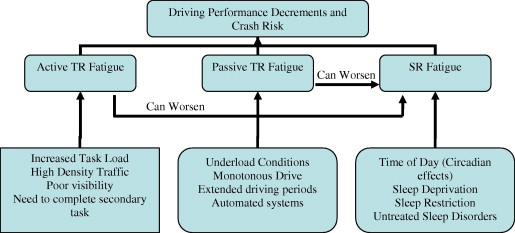 Driving Performance Decrements and
Crash Risk
Active TR Fatigue
Passive TR Fatigue
SR Fatigue
Can Worsen
Can Worsen
Increased Task Load
High Density Traffic
Poor visibility
Need to complete secondary
task
Underload Conditions
Monotonous Drive
Extended driving periods
Automated systems
Time of Day (Circadian
effects)
Sleep Deprivation
Sleep Restriction
Untreated Sleep Disorders